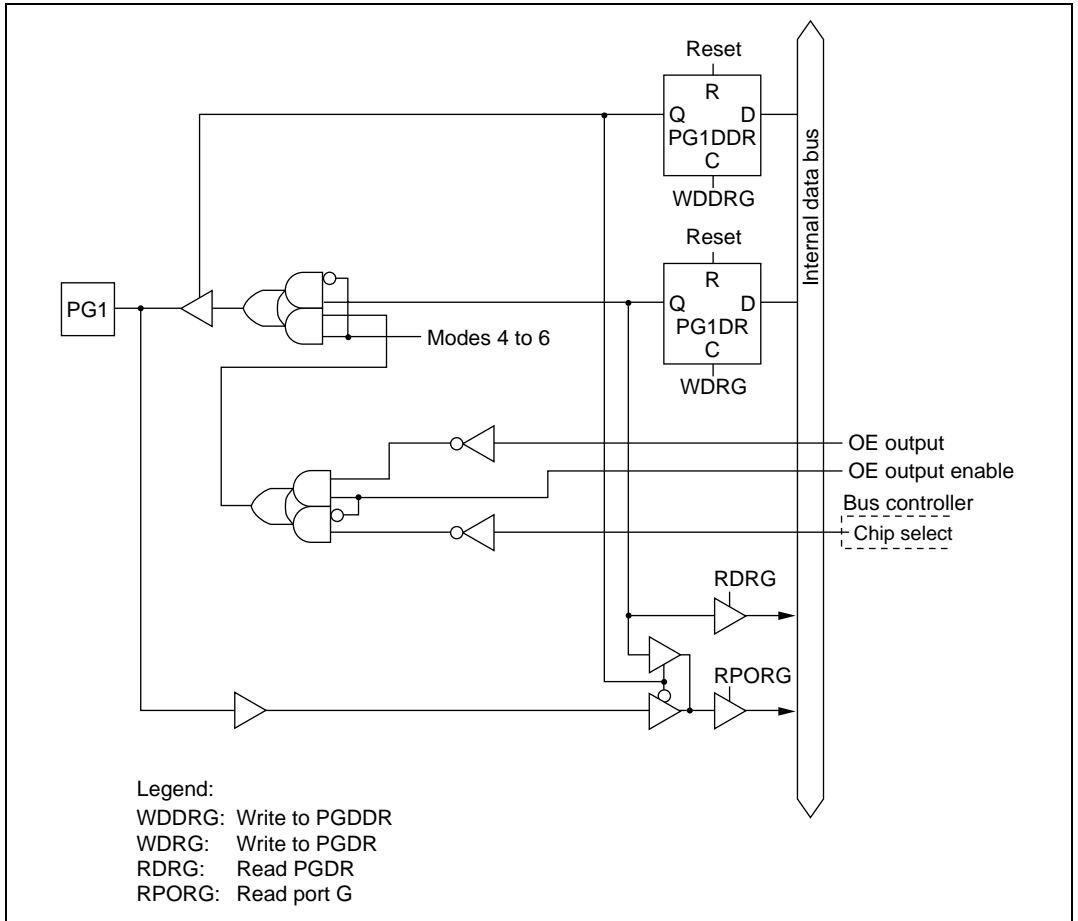 Reset
R
Q D
PG1DDR
C
WDDRG
Internal data bus
Reset
R
Q D
PG1DR
C
WDRG
PG1
Modes 4 to 6
OE output
OE output enable
Bus controller
Chip select
RDRG
RPORG
Legend:
WDDRG: Write to PGDDR
WDRG: Write to PGDR
RDRG: Read PGDR
RPORG: Read port G